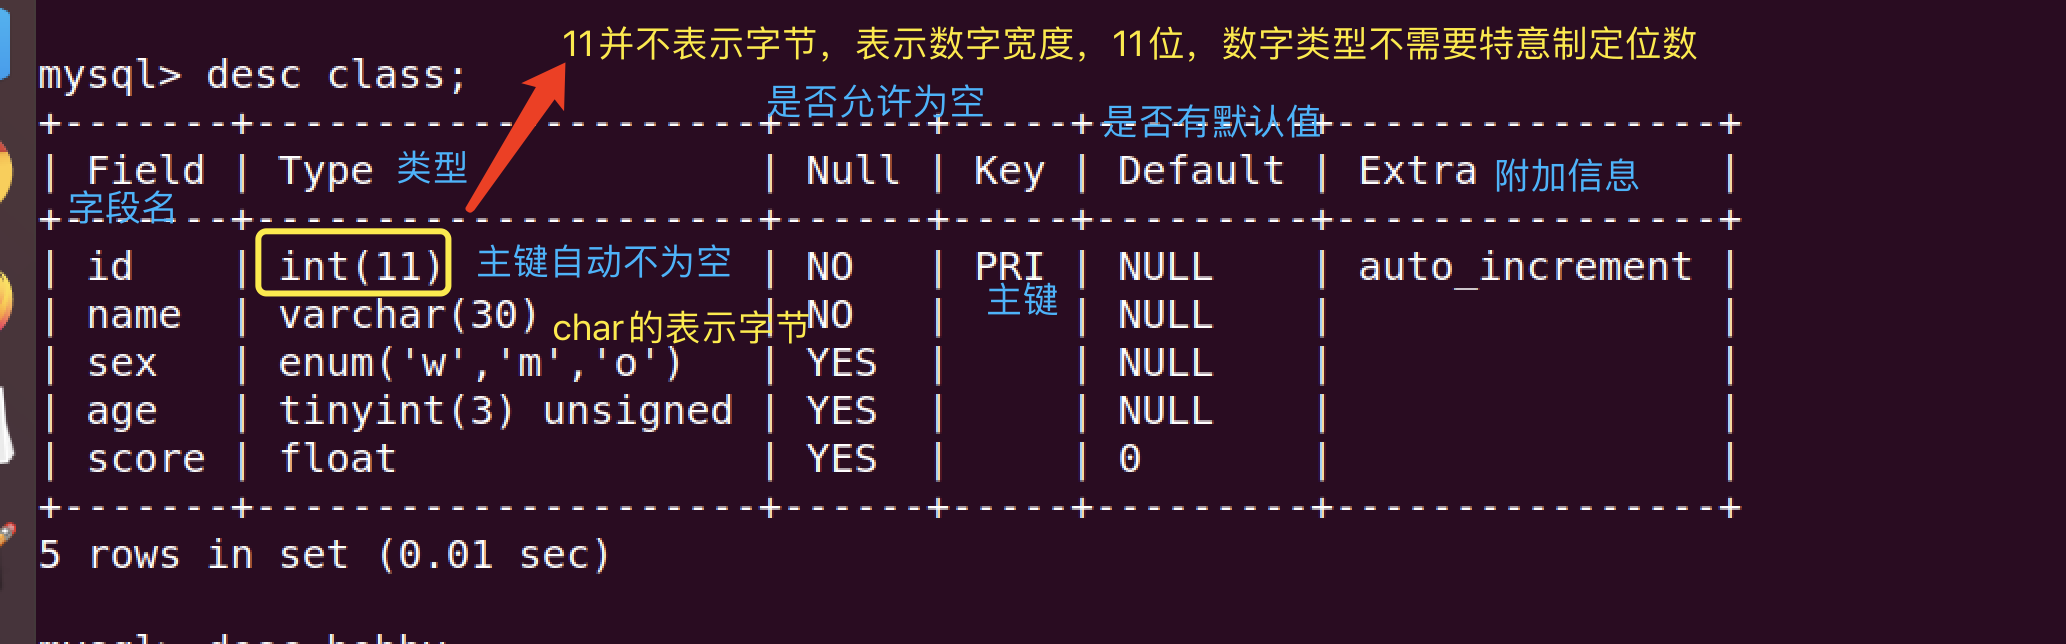 11并不表示字节，表示数字宽度，11位，数字类型不需要特意制定位数
mysql> desc class;
是否允许为空 是否有默认值
+-------+---------------------+------+-----+---------+----------------+
| Field | Type 类型 | Null | Key | Default | Extra 附加信息 |
字段名
+-------+---------------------+------+-----+---------+----------------+
| id | int(11) 主键自动不为空 | NO | PRI | NULL | auto_increment |
主键
| name | varchar(30) | NO | | NULL | |
char的表示字节
| sex | enum('w','m','o') | YES | | NULL | |
| age | tinyint(3) unsigned | YES | | NULL | |
| score | float | YES | | 0 | |
+-------+---------------------+------+-----+---------+----------------+
5 rows in set (0.01 sec)